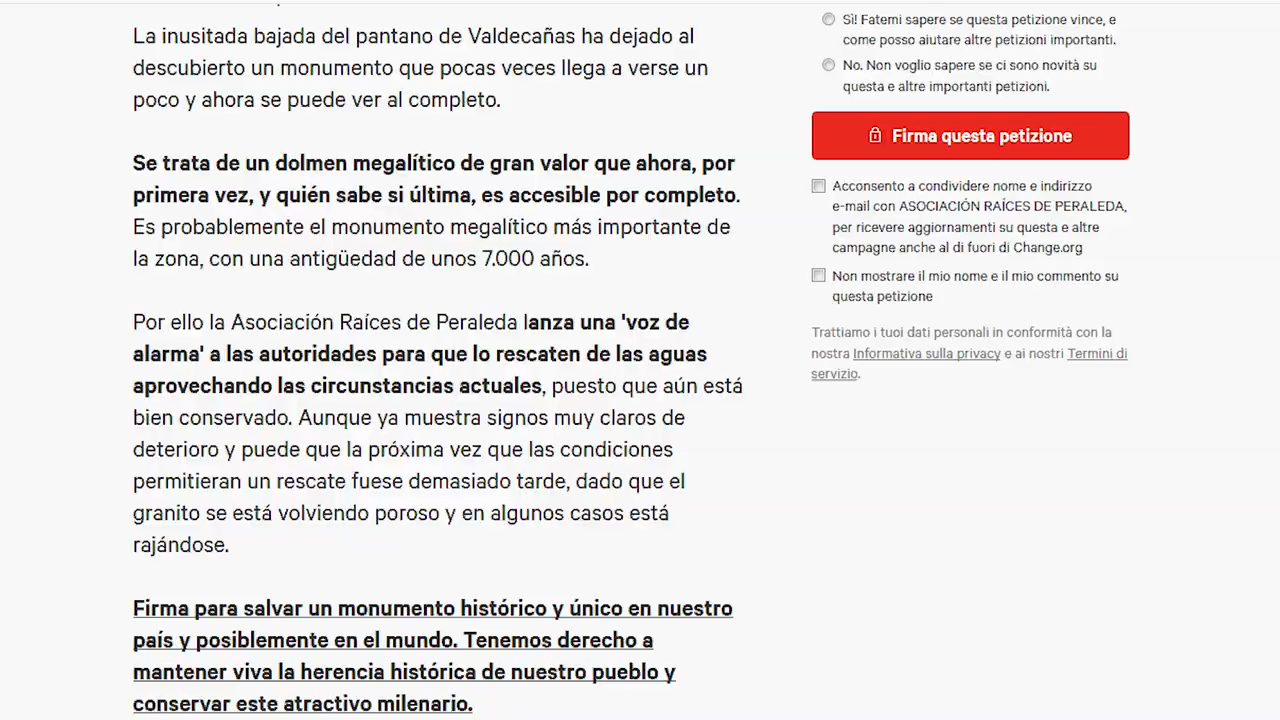 La inusitada bajada del pantano de Valdecañas ha dejado al
descubierto un monumento que pocas veces llega a verse un
poco y ahora se puede ver al completo.
Se trata de un dolmen megalítico de gran valor que ahora, por
primera vez, y quién sabe si última, es accesible por completo.
Es probablemente el monumento megalítico más importante de
la zona, con una antigüedad de unos 7.000 años.
Por ello la Asociación Raíces de Peraleda lanza una 'voz de
alarma' a las autoridades para que lo rescaten de las aguas
aprovechando las circunstancias actuales, puesto que aún está
bien conservado. Aunque ya muestra signos muy claros de
deterioro y puede que la próxima vez que las condiciones
permitieran un rescate fuese demasiado tarde, dado que el
granito se está volviendo poroso y en algunos casos está
rajándose.
Firma para salvar un monumento histórico y único en nuestro
país y posiblemente en el mundo. Tenemos derecho a
mantener viva la herencia histórica de nuestro pueblo y
conservar este atractivo milenario.
Sì! Fatemi sapere se questa petizione vince, e
come posso aiutare altre petizioni importanti.
No. Non voglio sapere se ci sono novità su
questa e altre importanti petizioni.
Firma questa petizione
Acconsento a condividere nome e indirizzo
e-mail con ASOCIACIÓN RAÍCES DE PERALEDA,
per ricevere aggiornamenti su questa e altre
campagne anche al di fuori di Change.org
Non mostrare il mio nome e il mio commento su
questa petizione
Trattiamo i tuoi dati personali in conformità con la
nostra Informativa sulla privacy e ai nostri Termini di
servizio.